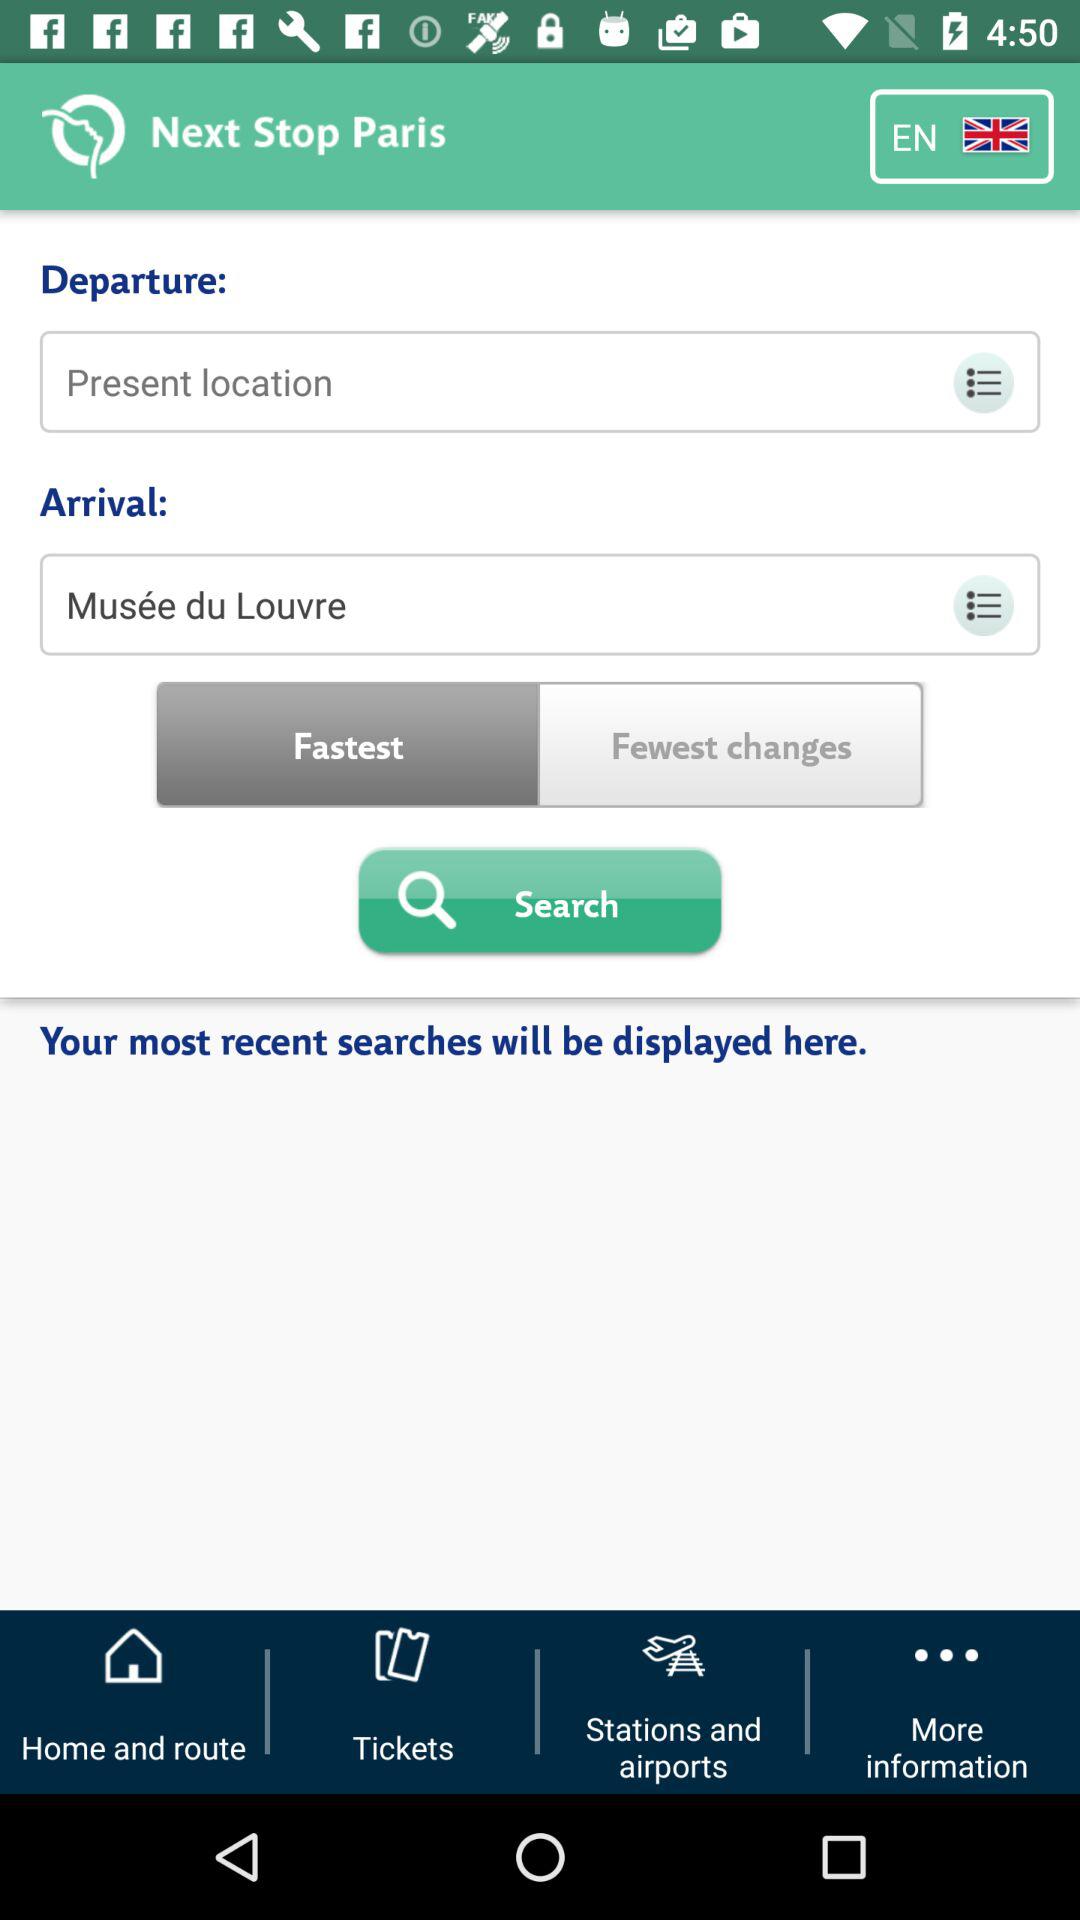 FAKE
4:50
Next Stop Paris
EN
Departure:
Present location
Arrival:
Musée du Louvre
Fastest
Fewest changes
Search
Your most recent searches will be displayed here.
Home and route
Tickets
Stations and
airports
More
information